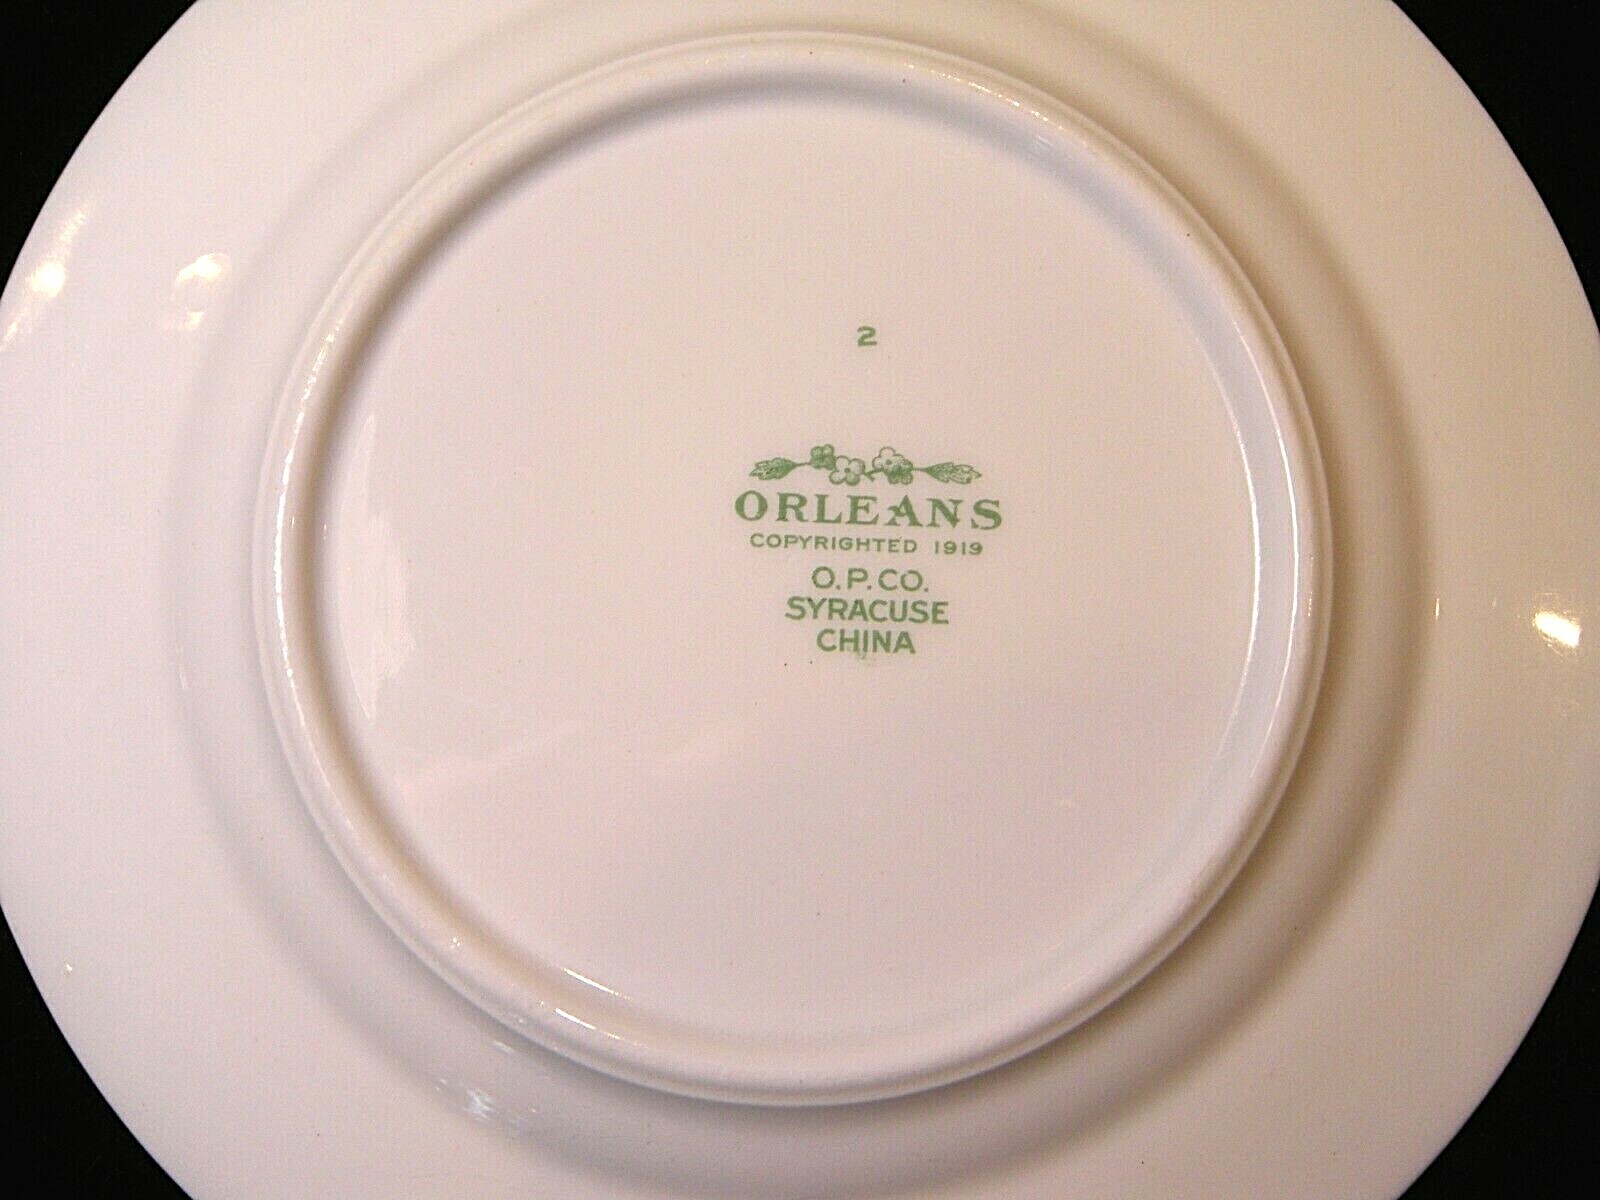 2
ORLEANS
COPYRIGHTED 1919
O.P.CO.
SYRACUSE
CHINA